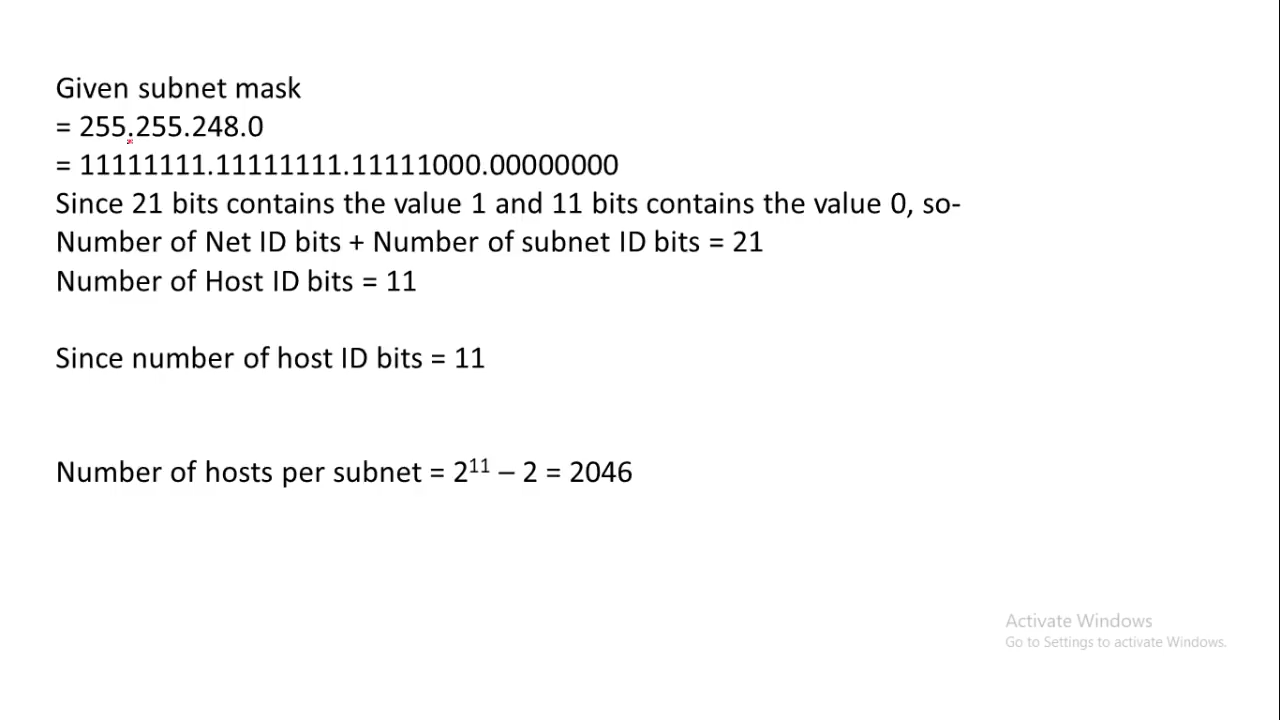 Given subnet mask
= 255.255.248.0
= 11111111.11111111.11111000.00000000
Since 21 bits contains the value 1 and 11 bits contains the value 0, so-
Number of Net ID bits + Number of subnet ID bits = 21
Number of Host ID bits = 11
Since number of host ID bits = 11
Number of hosts per subnet = 2¹¹ – 2 = 2046
Activate Windows
Go to Settings to activate Windows.